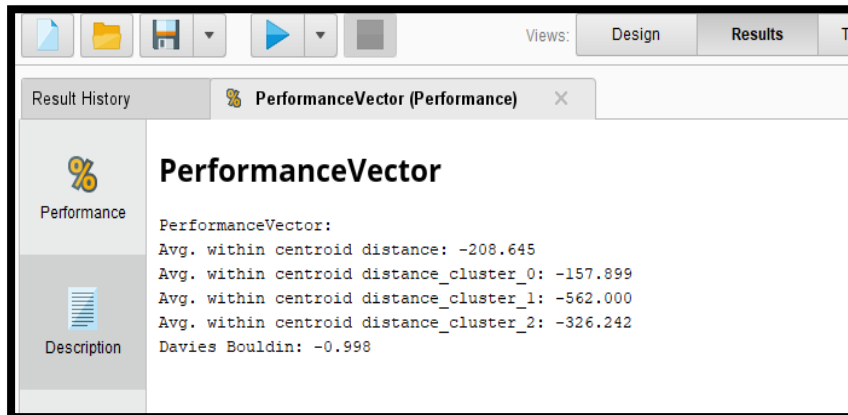 Views:
Design
Results
T
Result History
% PerformanceVector (Performance)
%
Performance
Description
PerformanceVector
PerformanceVector:
Avg. within centroid distance: -208.645
Avg. within centroid distance_cluster_0: -157.899
Avg. within centroid distance_cluster_1: -562.000
Avg. within centroid distance_cluster_2: -326.242
Davies Bouldin: -0.998